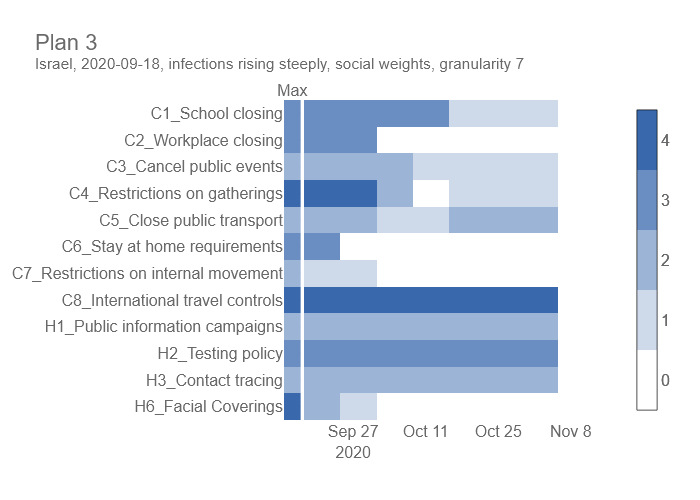 Plan 3
Israel, 2020-09-18, infections rising steeply, social weights, granularity 7
Max
C1_School closing
C2_Workplace closing
C3_Cancel public events
C4_Restrictions on gatherings
C5_Close public transport
C6_Stay at home requirements
C7_Restrictions on internal movement
C8_International travel controls
H1_Public information campaigns
H2_Testing policy
H3_Contact tracing
H6_Facial Coverings
Sep 27 Oct 11 Oct 25 Nov 8
2020
4
3
2
1
0